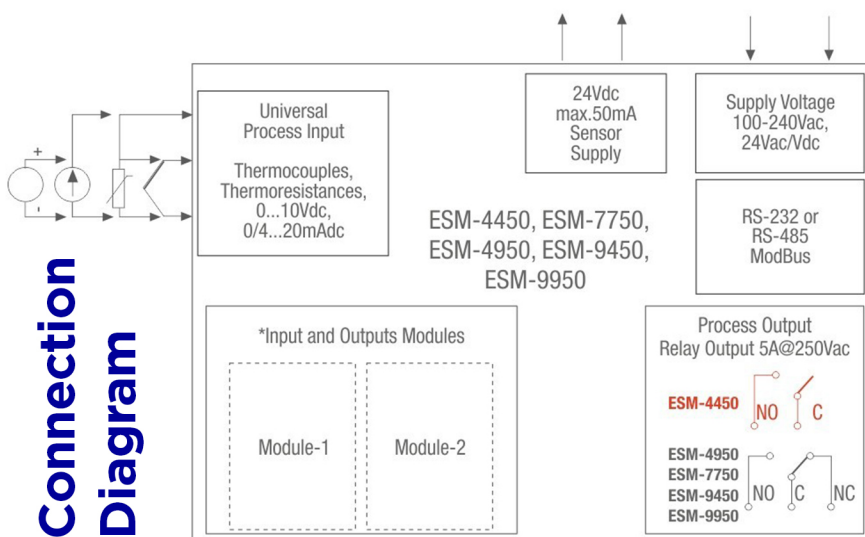 Connection
Diagram
+
-
Universal
Process Input
Thermocouples,
Thermoresistances,
0...10Vdc,
0/4...20mAdc
24Vdc
max.50mA
Sensor
Supply
Supply Voltage
100-240Vac,
24Vac/Vdc
RS-232 or
RS-485
ModBus
ESM-4450, ESM-7750,
ESM-4950, ESM-9450,
ESM-9950
*Input and Outputs Modules
Module-1
Module-2
Process Output
Relay Output 5A@250Vac
ESM-4450
NO
C
ESM-4950
ESM-7750
ESM-9450
ESM-9950
NO
C
NC